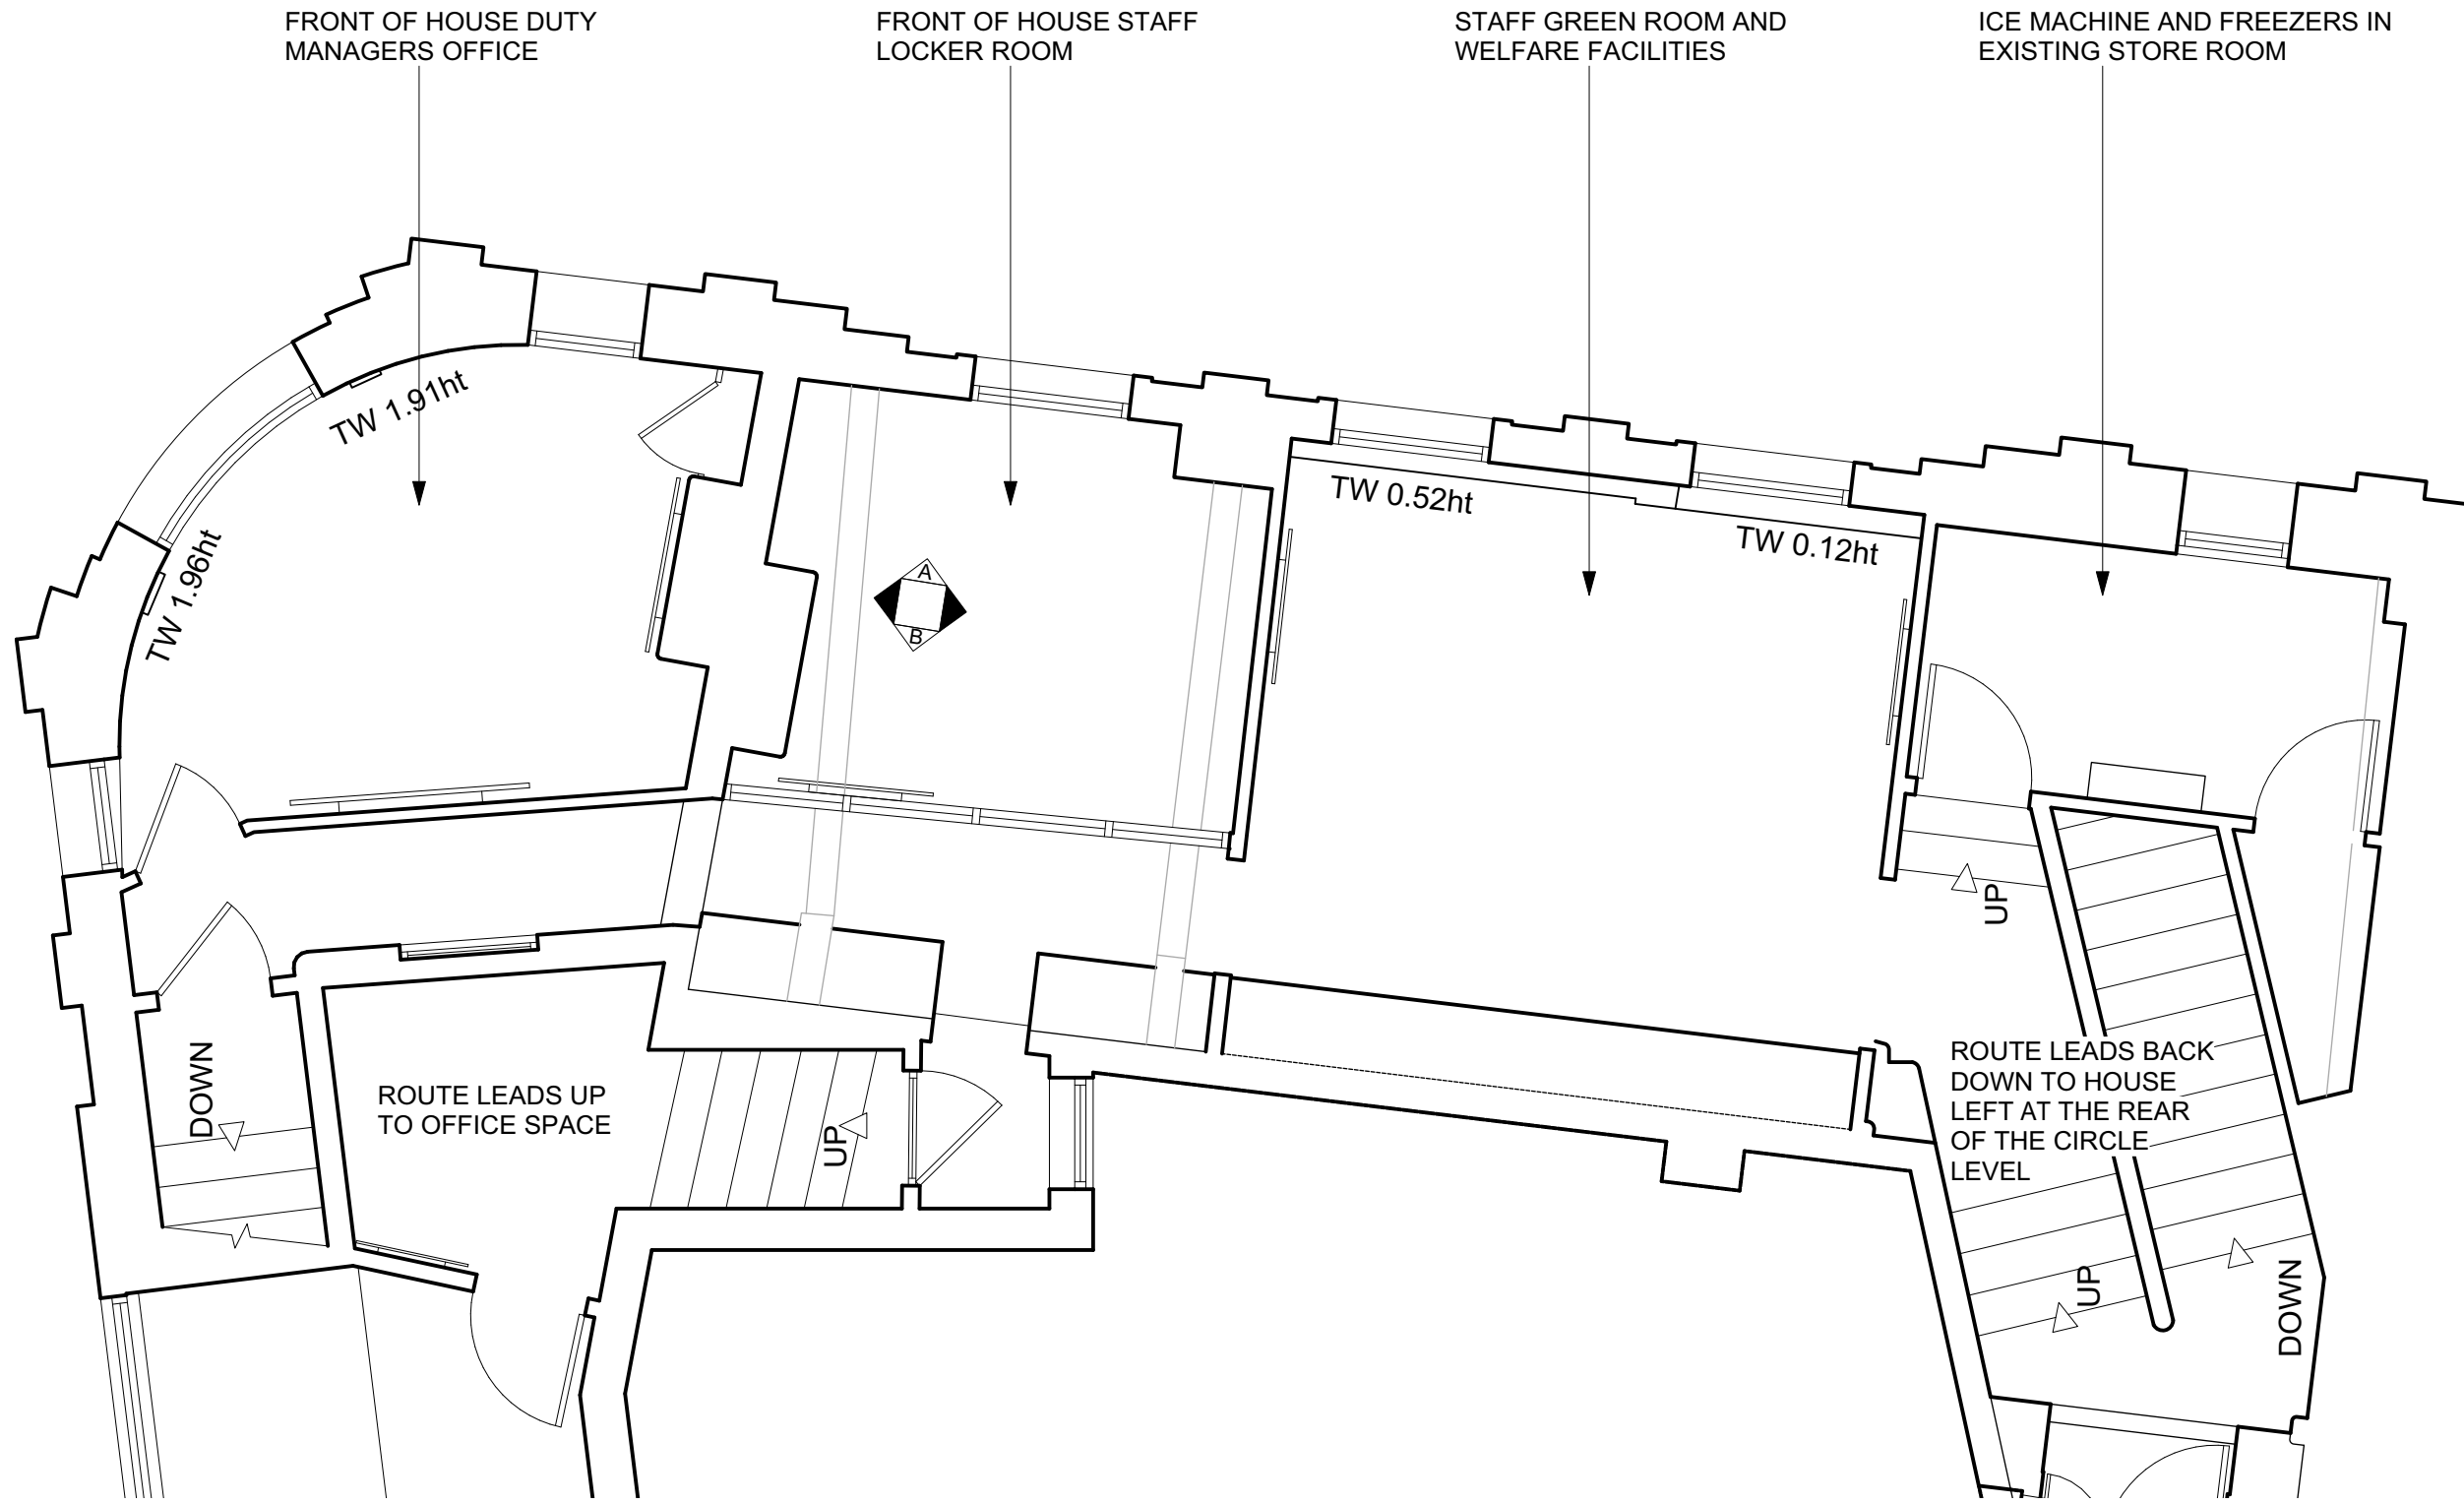 FRONT OF HOUSE DUTY
MANAGERS OFFICE
FRONT OF HOUSE STAFF
LOCKER ROOM
STAFF GREEN ROOM AND
WELFARE FACILITIES
ICE MACHINE AND FREEZERS IN
EXISTING STORE ROOM
TW 1.91ht
TW 1.96ht
TW 0.52ht
TW 0.12ht
A
B
UP
DOWN
ROUTE LEADS UP
TO OFFICE SPACE
UP
ROUTE LEADS BACK
DOWN TO HOUSE
LEFT AT THE REAR
OF THE CIRCLE
LEVEL
UP
DOWN